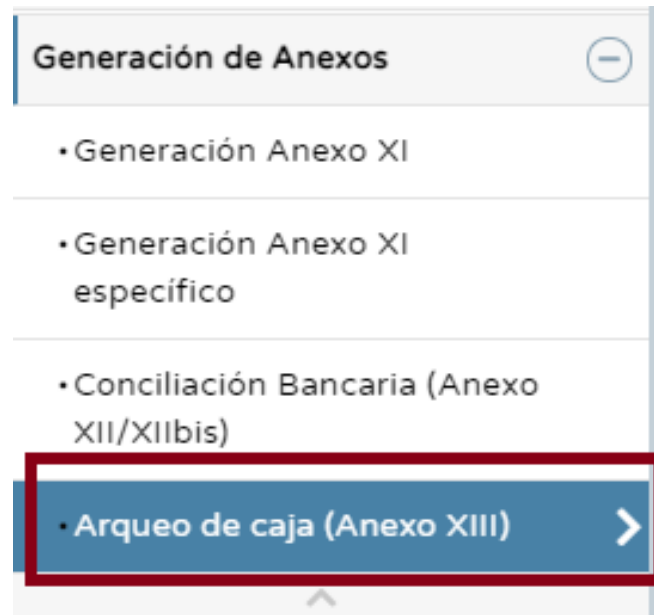 Generación de Anexos
• Generación Anexo XI
• Generación Anexo XI
específico
• Conciliación Bancaria (Anexo
XII/XIIbis)
• Arqueo de caja (Anexo XIII)